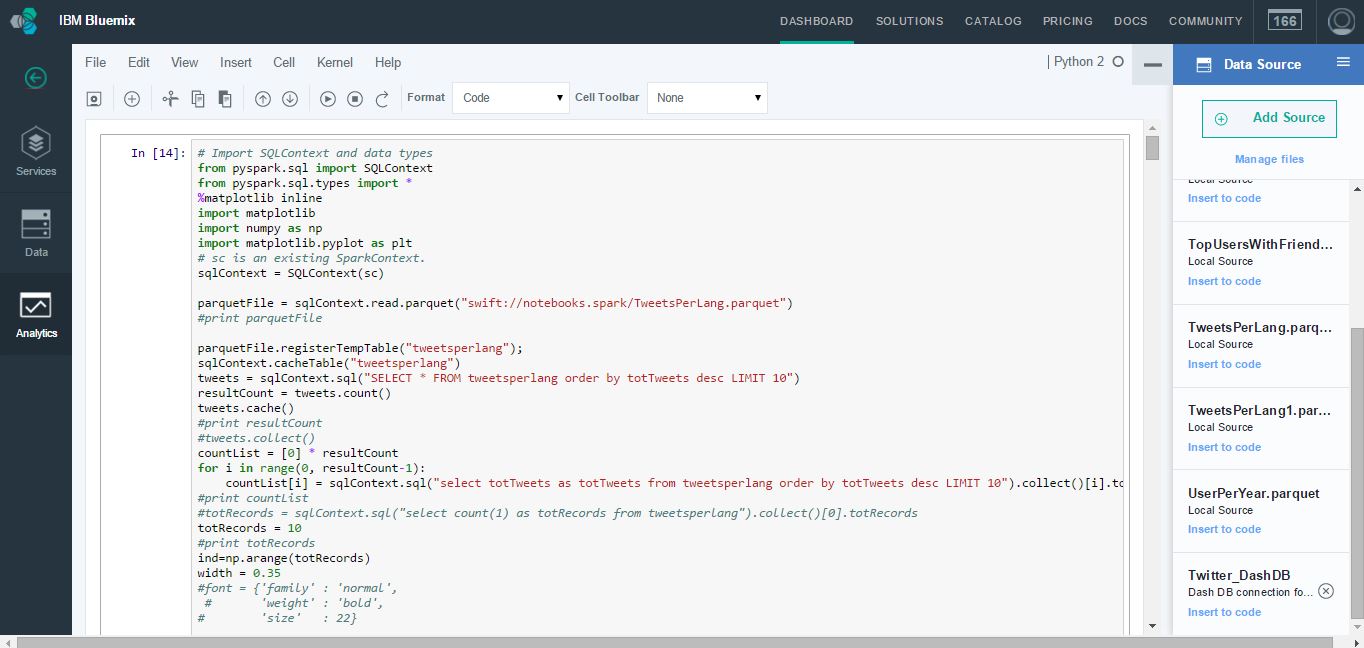 IBM Bluemix
DASHBOARD SOLUTIONS CATALOG PRICING DOCS COMMUNITY 166
Services
Data
Analytics
File Edit View Insert Cell Kernel Help
| Python 2
Format Code Cell Toolbar None
In [14]:
# Import SQLContext and data types
from pyspark.sql import SQLContext
from pyspark.sql.types import *
%matplotlib inline
import matplotlib
import numpy as np
import matplotlib.pyplot as plt
# sc is an existing SparkContext.
sqlContext = SQLContext(sc)
parquetFile = sqlContext.read.parquet("swift://notebooks.spark/TweetsPerLang.parquet")
#print parquetFile
parquetFile.registerTempTable("tweetsperlang");
sqlContext.cacheTable("tweetsperlang")
tweets = sqlContext.sql("SELECT * FROM tweetsperlang order by totTweets desc LIMIT 10")
resultCount = tweets.count()
tweets.cache()
#print resultCount
#tweets.collect()
countList = [0] * resultCount
for i in range(0, resultCount-1):
    countList[i] = sqlContext.sql("select totTweets as totTweets from tweetsperlang order by totTweets desc LIMIT 10").collect()[i].to
#print countList
#totRecords = sqlContext.sql("select count(1) as totRecords from tweetsperlang").collect()[0].totRecords
totRecords = 10
#print totRecords
ind=np.arange(totRecords)
width = 0.35
#font = {'family' : 'normal',
 #       'weight' : 'bold',
#        'size'   : 22}
Data Source
Add Source
Manage files
Local Source
Insert to code
TopUsersWithFriend...
Local Source
Insert to code
TweetsPerLang.parq...
Local Source
Insert to code
TweetsPerLang1.par...
Local Source
Insert to code
UserPerYear.parquet
Local Source
Insert to code
Twitter_DashDB
Dash DB connection fo...
Insert to code